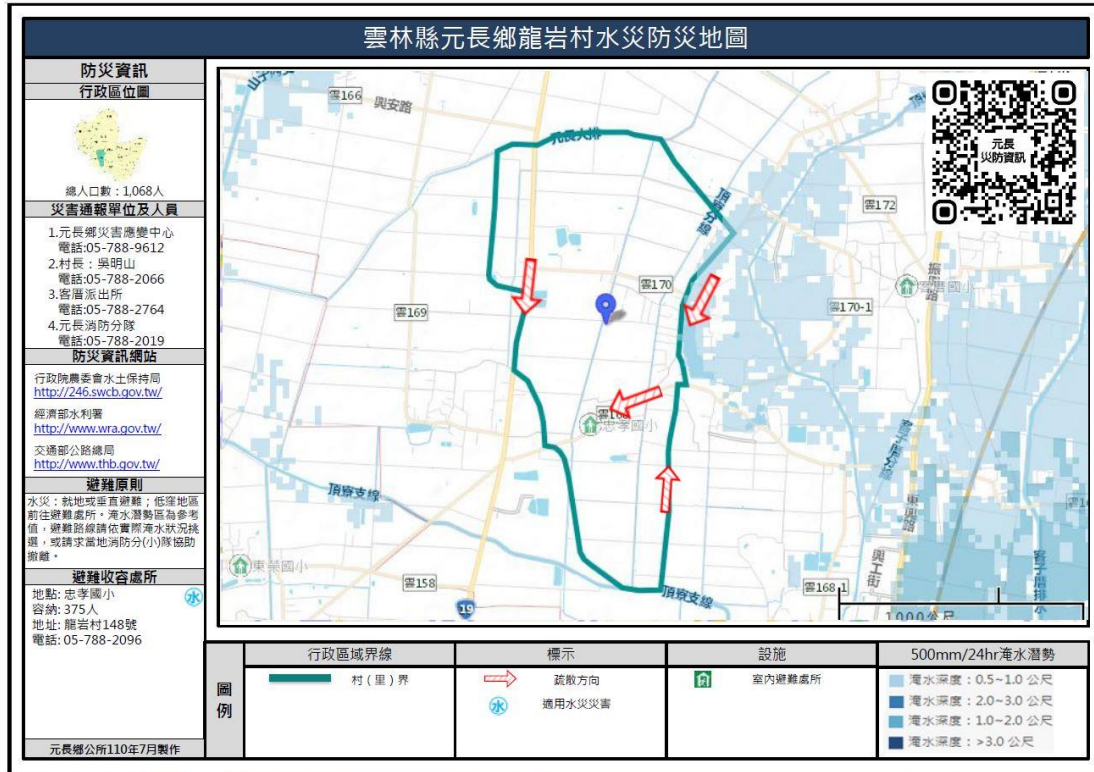 雲林縣元長鄉龍岩村水災防災地圖
防災資訊
行政區位圖
總人口數：1,068人
災害通報單位及人員
1.元長鄉災害應變中心
電話:05-788-9612
2.村長：吳明山
電話:05-788-2066
3.客厝派出所
電話:05-788-2764
4.元長消防分隊
電話:05-788-2019
防災資訊網站
行政院農委會水土保持局
http://246.swcb.gov.tw/
經濟部水利署
http://www.wra.gov.tw/
交通部公路總局
http://www.thb.gov.tw/
避難原則
水災：就地或垂直避難；低窪地區
前往避難處所。淹水潛勢區為參考
值，避難路線請依實際淹水狀況挑
選，或請求當地消防分(小)隊協助
撤離。
避難收容處所
地點: 忠孝國小
水
容納: 375人
地址: 龍岩村148號
電話: 05-788-2096
元長鄉公所110年7月製作
雲166
興安路
元長大排
頂寮分線
元長
災防資訊
雲172
雲170
雲169
雲170-1
忠孝國小
頂寮支線
客子厝分線
東興路
東榮國小
雲158
19
頂寮支線
雲168-1
興工街
客子厝排水
1000公尺
圖例
行政區域界線
村（里）界
標示
疏散方向
水
適用水災災害
設施
室內避難處所
500mm/24hr淹水潛勢
淹水深度：0.5~1.0 公尺
淹水深度：2.0~3.0 公尺
淹水深度：1.0~2.0 公尺
淹水深度：>3.0 公尺